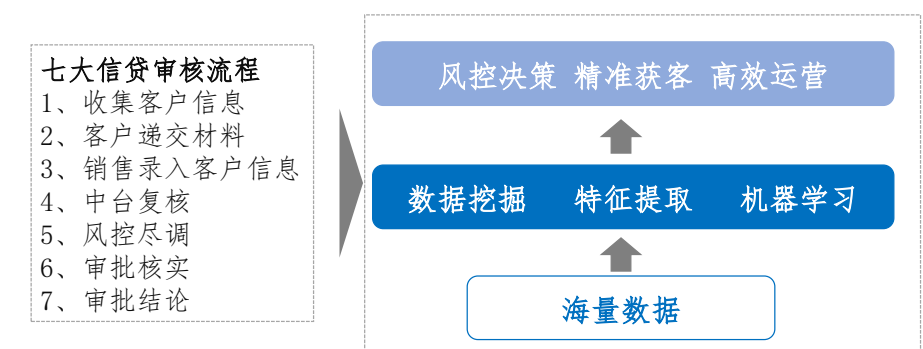 七大信贷审核流程
1、收集客户信息
2、客户递交材料
3、销售录入客户信息
4、中台复核
5、风控尽调
6、审批核实
7、审批结论
风控决策 精准获客 高效运营
数据挖掘 特征提取 机器学习
海量数据